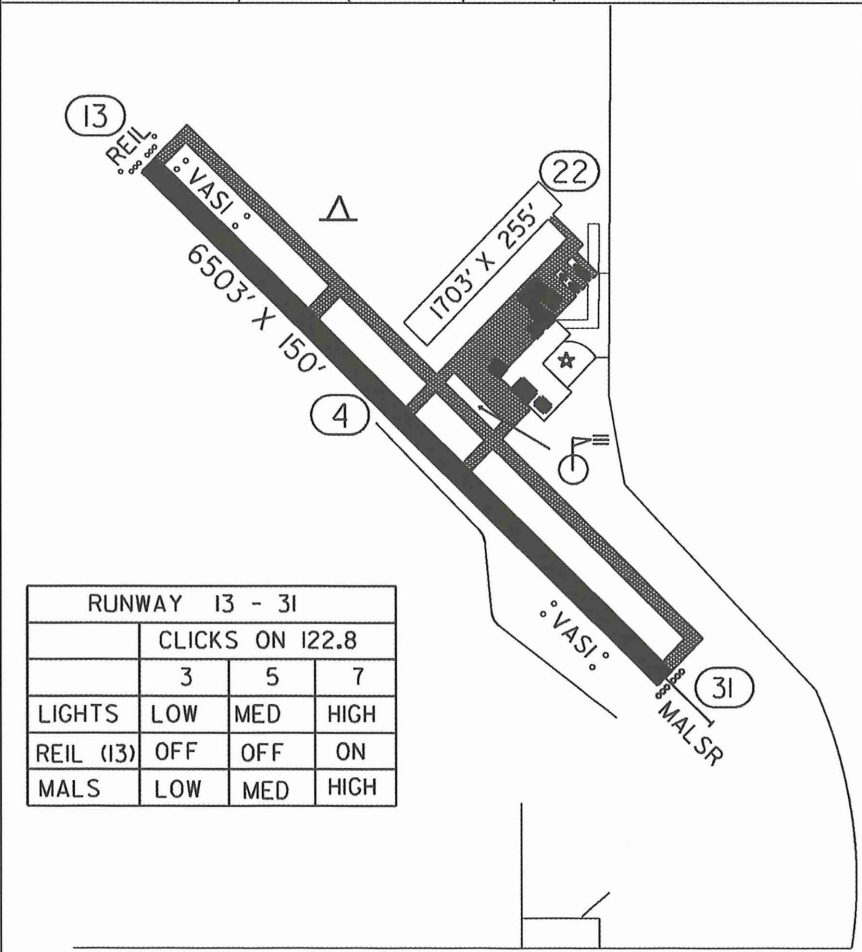 13
REIL
VASI
22
1703' X 255'
6503' X 150'
4
RUNWAY 13 - 31
CLICKS ON 122.8
3 5 7
LIGHTS LOW MED HIGH
REIL (13) OFF OFF ON
MALS LOW MED HIGH
VASI
31
MALSR